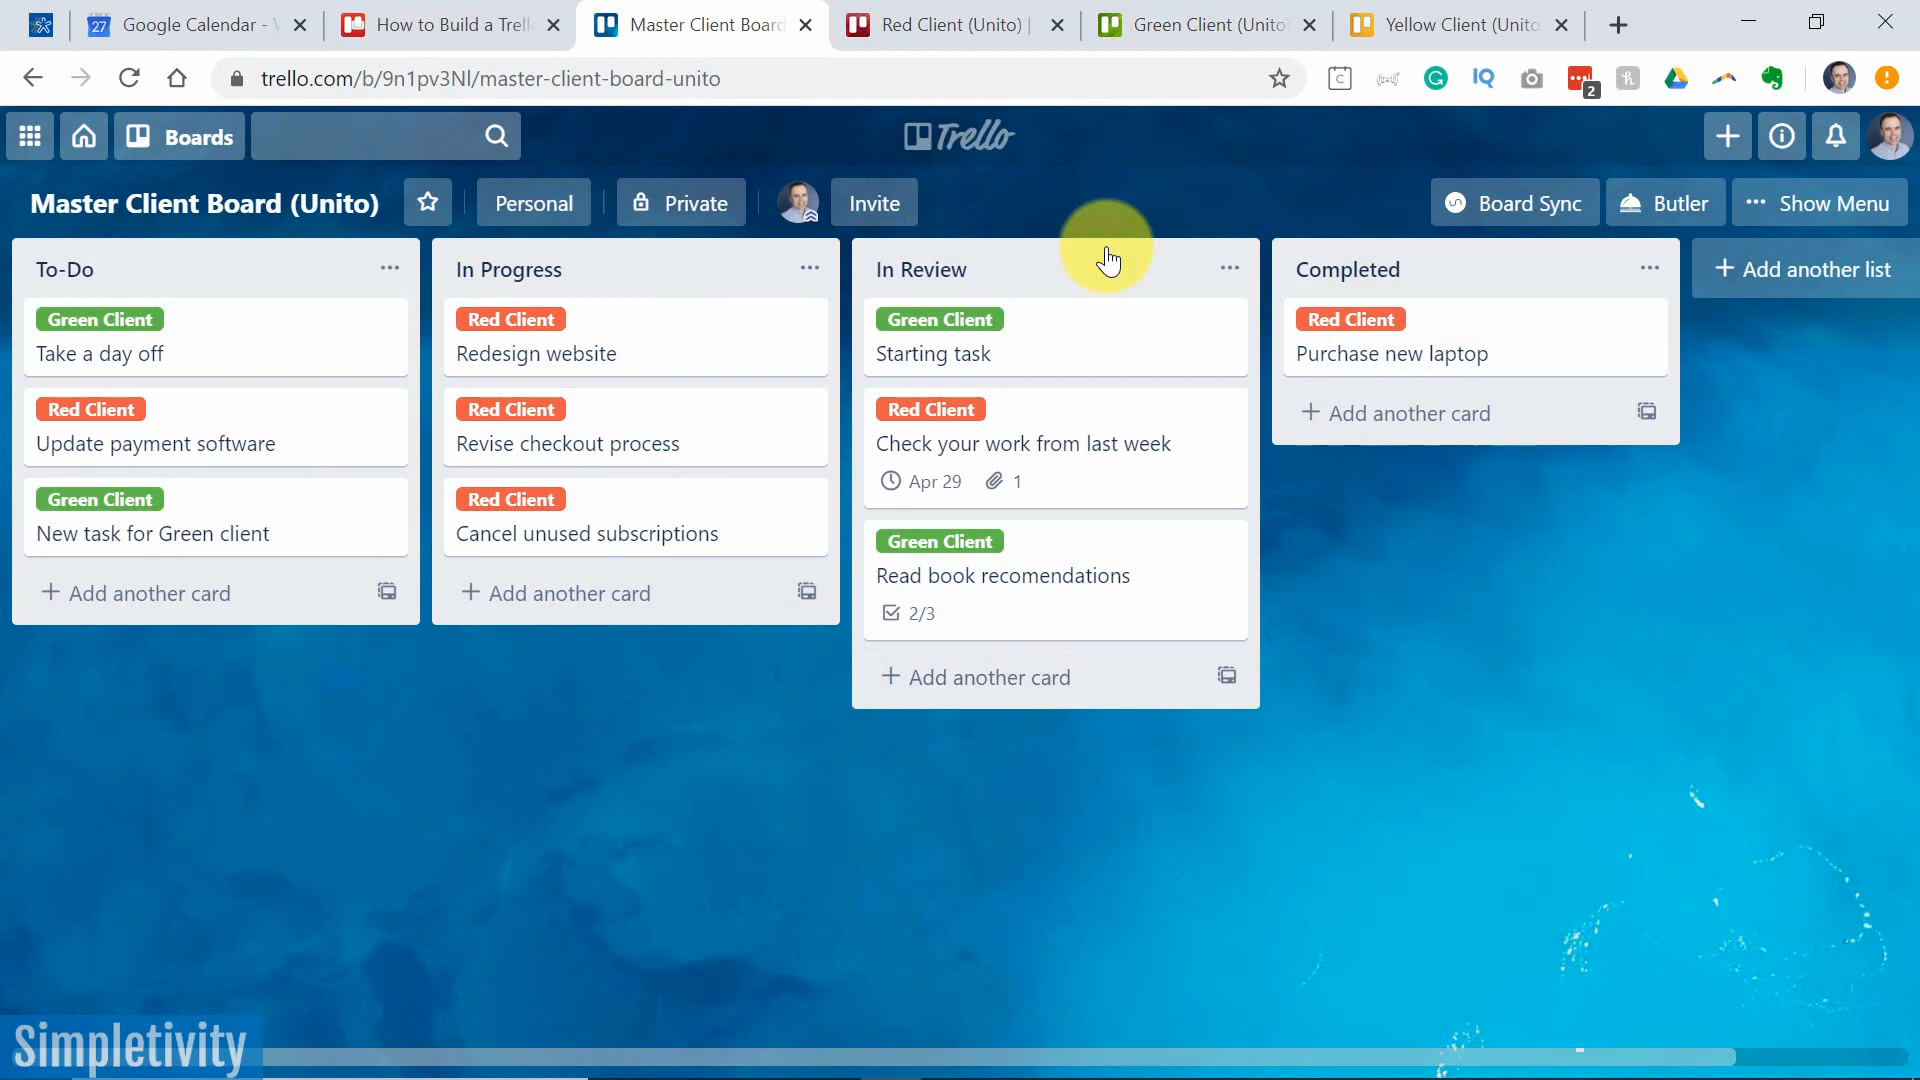 Google Calendar -
How to Build a Trell
Master Client Board
Red Client (Unito) |
Green Client (Unito
Yellow Client (Unito
27
trello.com/b/9n1pv3Nl/master-client-board-unito
C
IQ
2
Boards
Trello
Master Client Board (Unito)
Personal
Private
Invite
Board Sync
Butler
Show Menu
To-Do
Green Client
Take a day off
Red Client
Update payment software
Green Client
New task for Green client
Add another card
In Progress
Red Client
Redesign website
Red Client
Revise checkout process
Red Client
Cancel unused subscriptions
Add another card
In Review
Green Client
Starting task
Red Client
Check your work from last week
Apr 29 1
Green Client
Read book recomendations
2/3
Add another card
Completed
Red Client
Purchase new laptop
Add another card
Add another list
Simpletivity